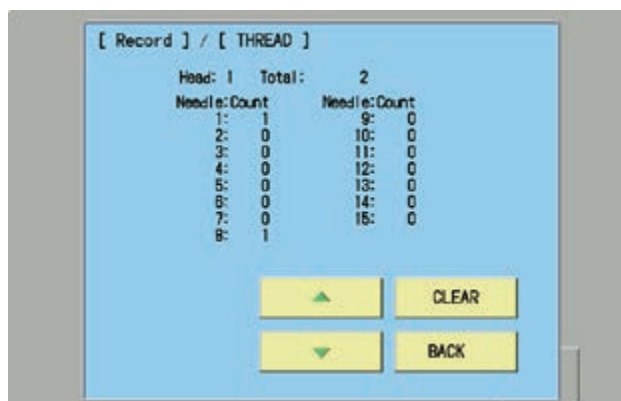 [ Record ] / [ THREAD ]
Head: 1 Total: 2
Needle:Count Needle:Count
1: 1 9: 0
2: 0 10: 0
3: 0 11: 0
4: 0 12: 0
5: 0 13: 0
6: 0 14: 0
7: 0 15: 0
8: 1
CLEAR
BACK